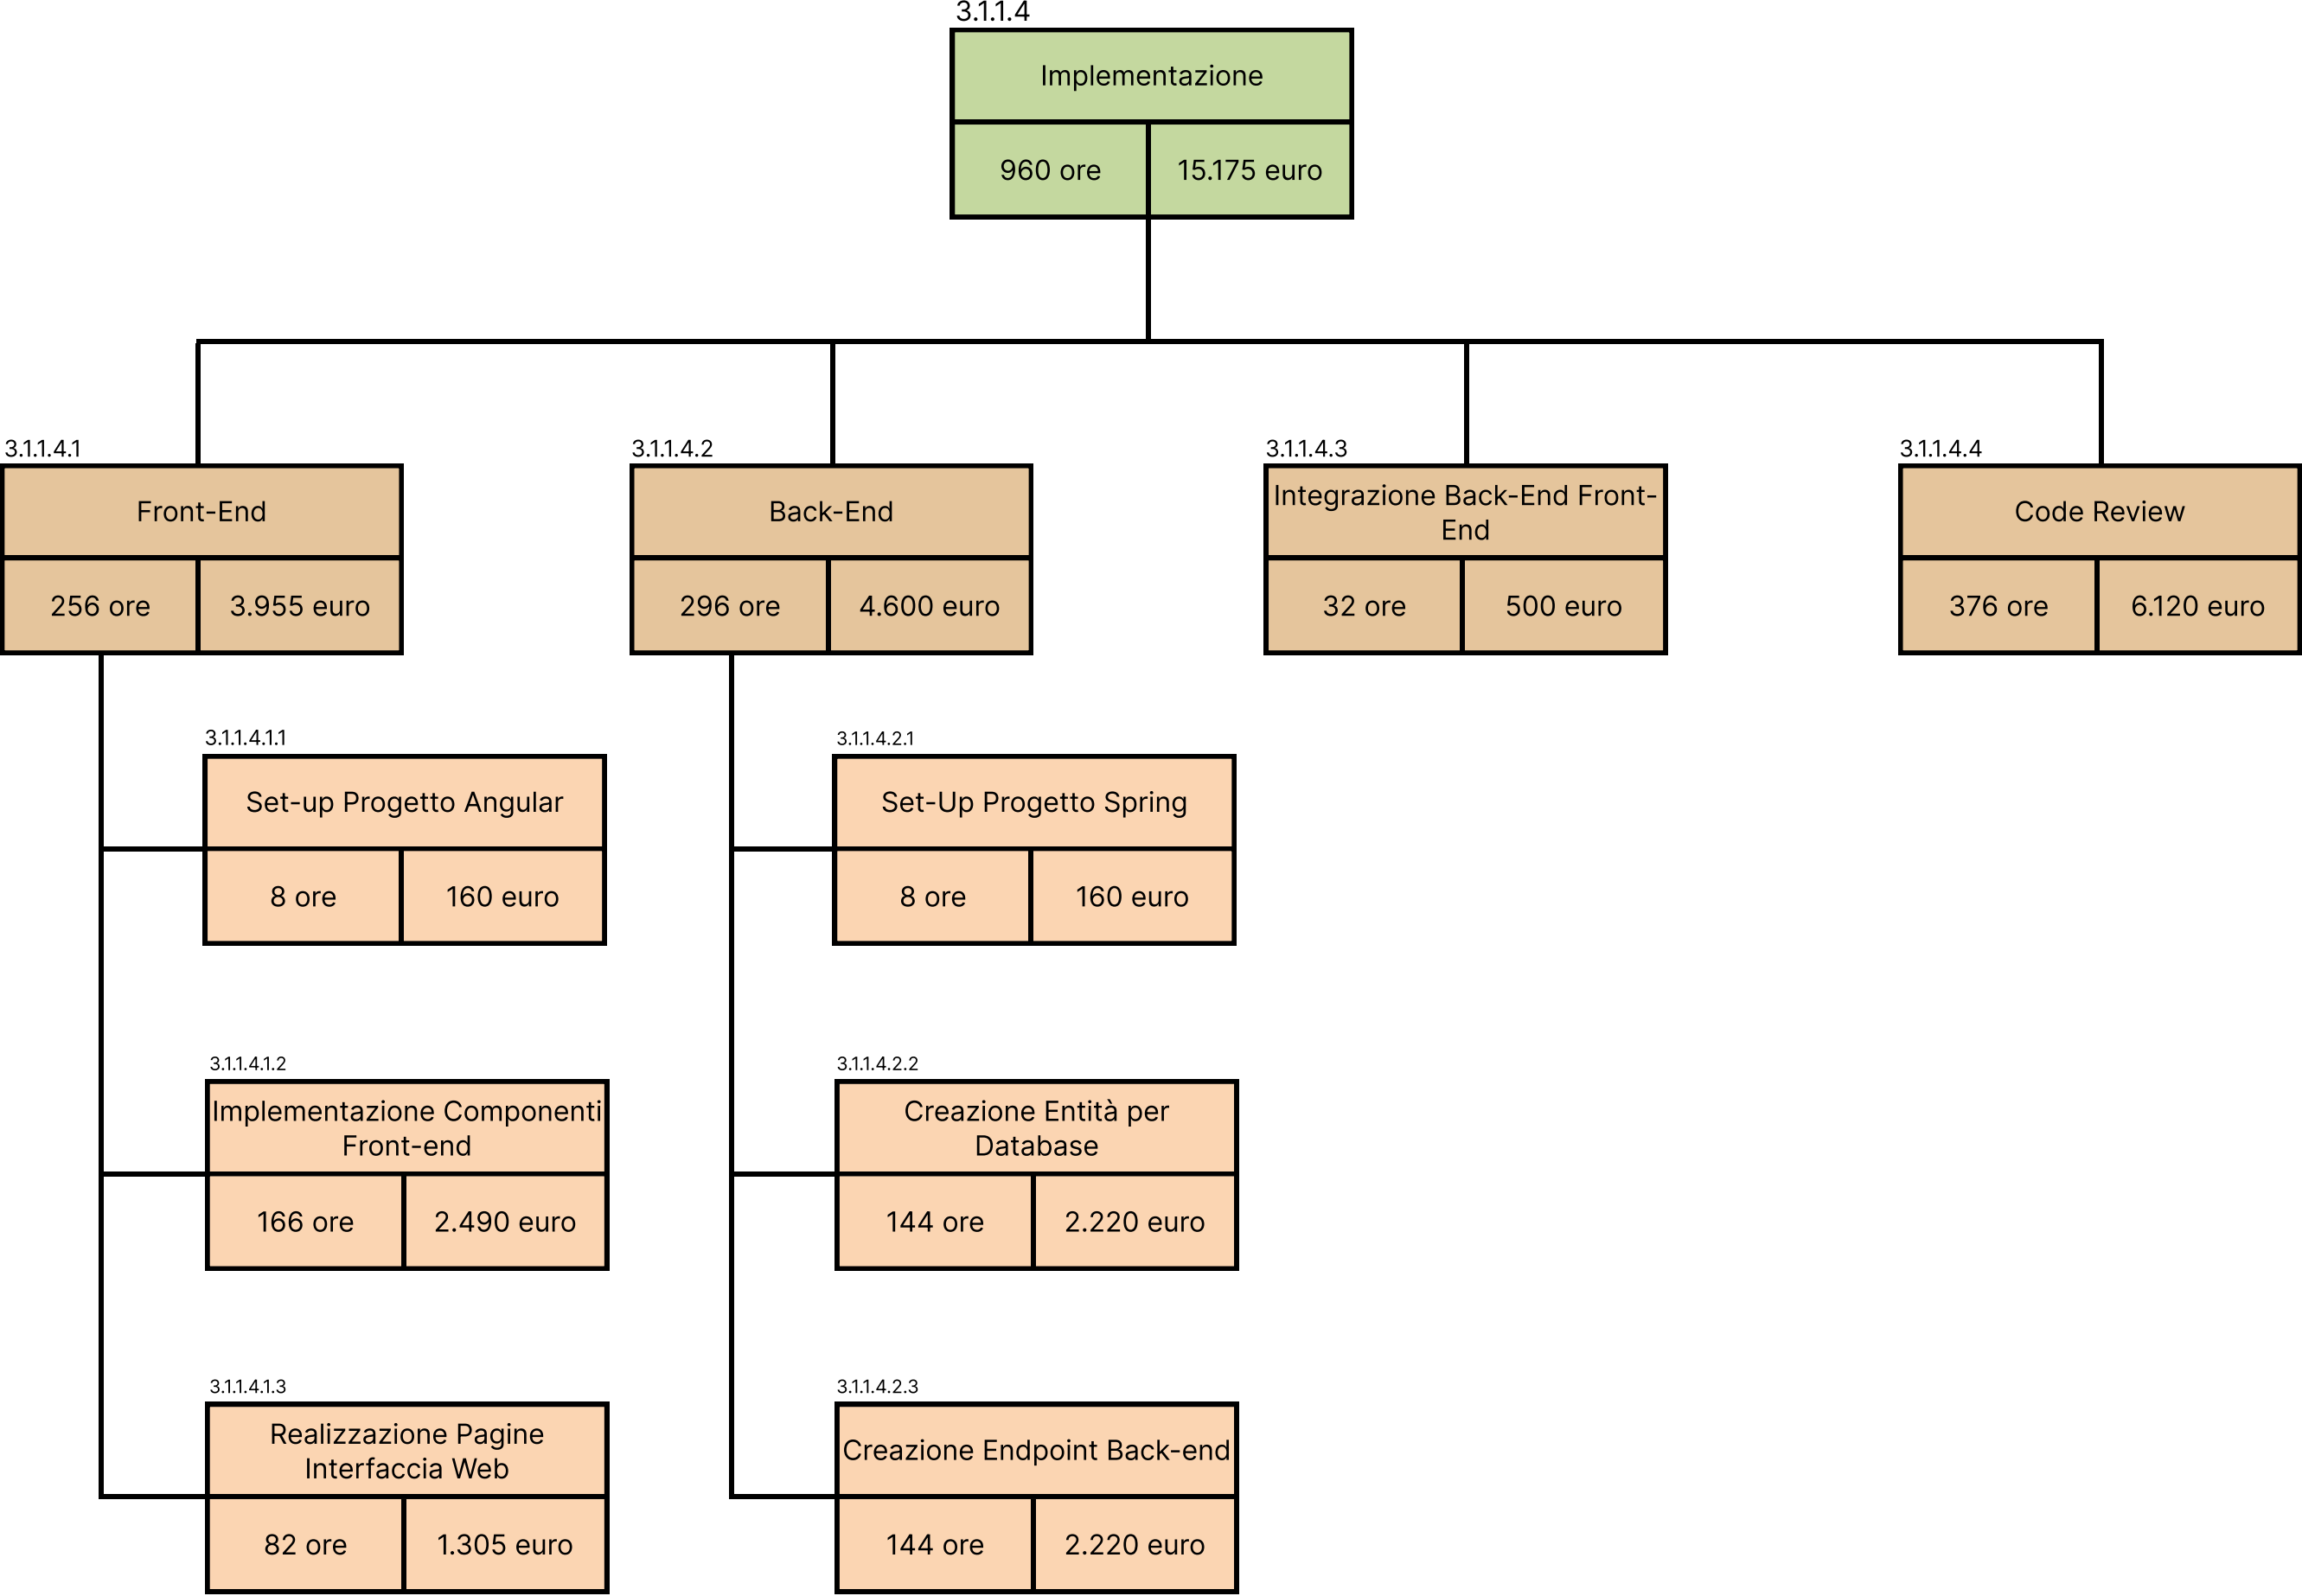 3.1.1.4
Implementazione
960 ore
15.175 euro
3.1.1.4.1
Front-End
256 ore
3.955 euro
3.1.1.4.2
Back-End
296 ore
4.600 euro
3.1.1.4.3
Integrazione Back-End Front-
End
32 ore
500 euro
3.1.1.4.4
Code Review
376 ore
6.120 euro
3.1.1.4.1.1
Set-up Progetto Angular
8 ore
160 euro
3.1.1.4.2.1
Set-Up Progetto Spring
8 ore
160 euro
3.1.1.4.1.2
Implementazione Componenti
Front-end
166 ore
2.490 euro
3.1.1.4.2.2
Creazione Entità per
Database
144 ore
2.220 euro
3.1.1.4.1.3
Realizzazione Pagine
Interfaccia Web
82 ore
1.305 euro
3.1.1.4.2.3
Creazione Endpoint Back-end
144 ore
2.220 euro